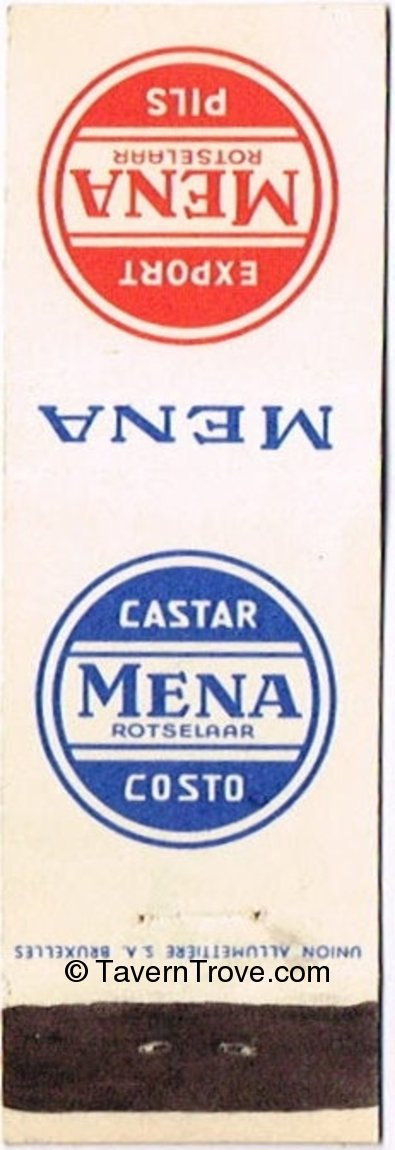 EXPORT
MENA
ROTSELAAR
PILS
MENA
CASTAR
MENA
ROTSELAAR
COSTO
UNION ALLUMETTIERE S. A. BRUXELLES
© TavernTrove.com